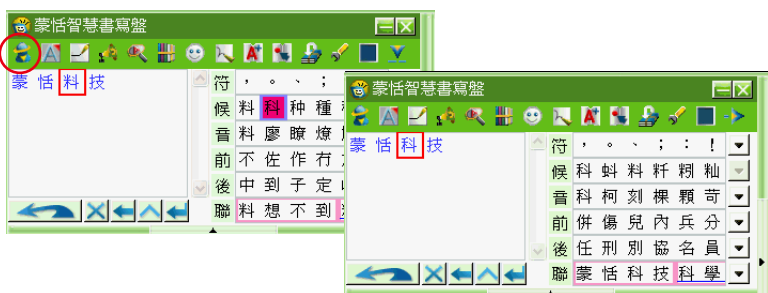 蒙恬智慧書寫盤
蒙恬料技
符 , 。 、 ;
候 料 科 种 種
音 料 廖 瞭 燎
前 不 佐 作 冇
後 中 到 子 定
聯 料 想 不 到
蒙恬智慧書寫盤
蒙恬科技
符 , 。 、 ; : !
候 科 蚪 料 粁 粌 籼
音 科 柯 刻 棵 顆 苛
前 併 傷 兒 內 兵 分
後 任 刑 別 協 名 員
聯 蒙 恬 科 技 科 學